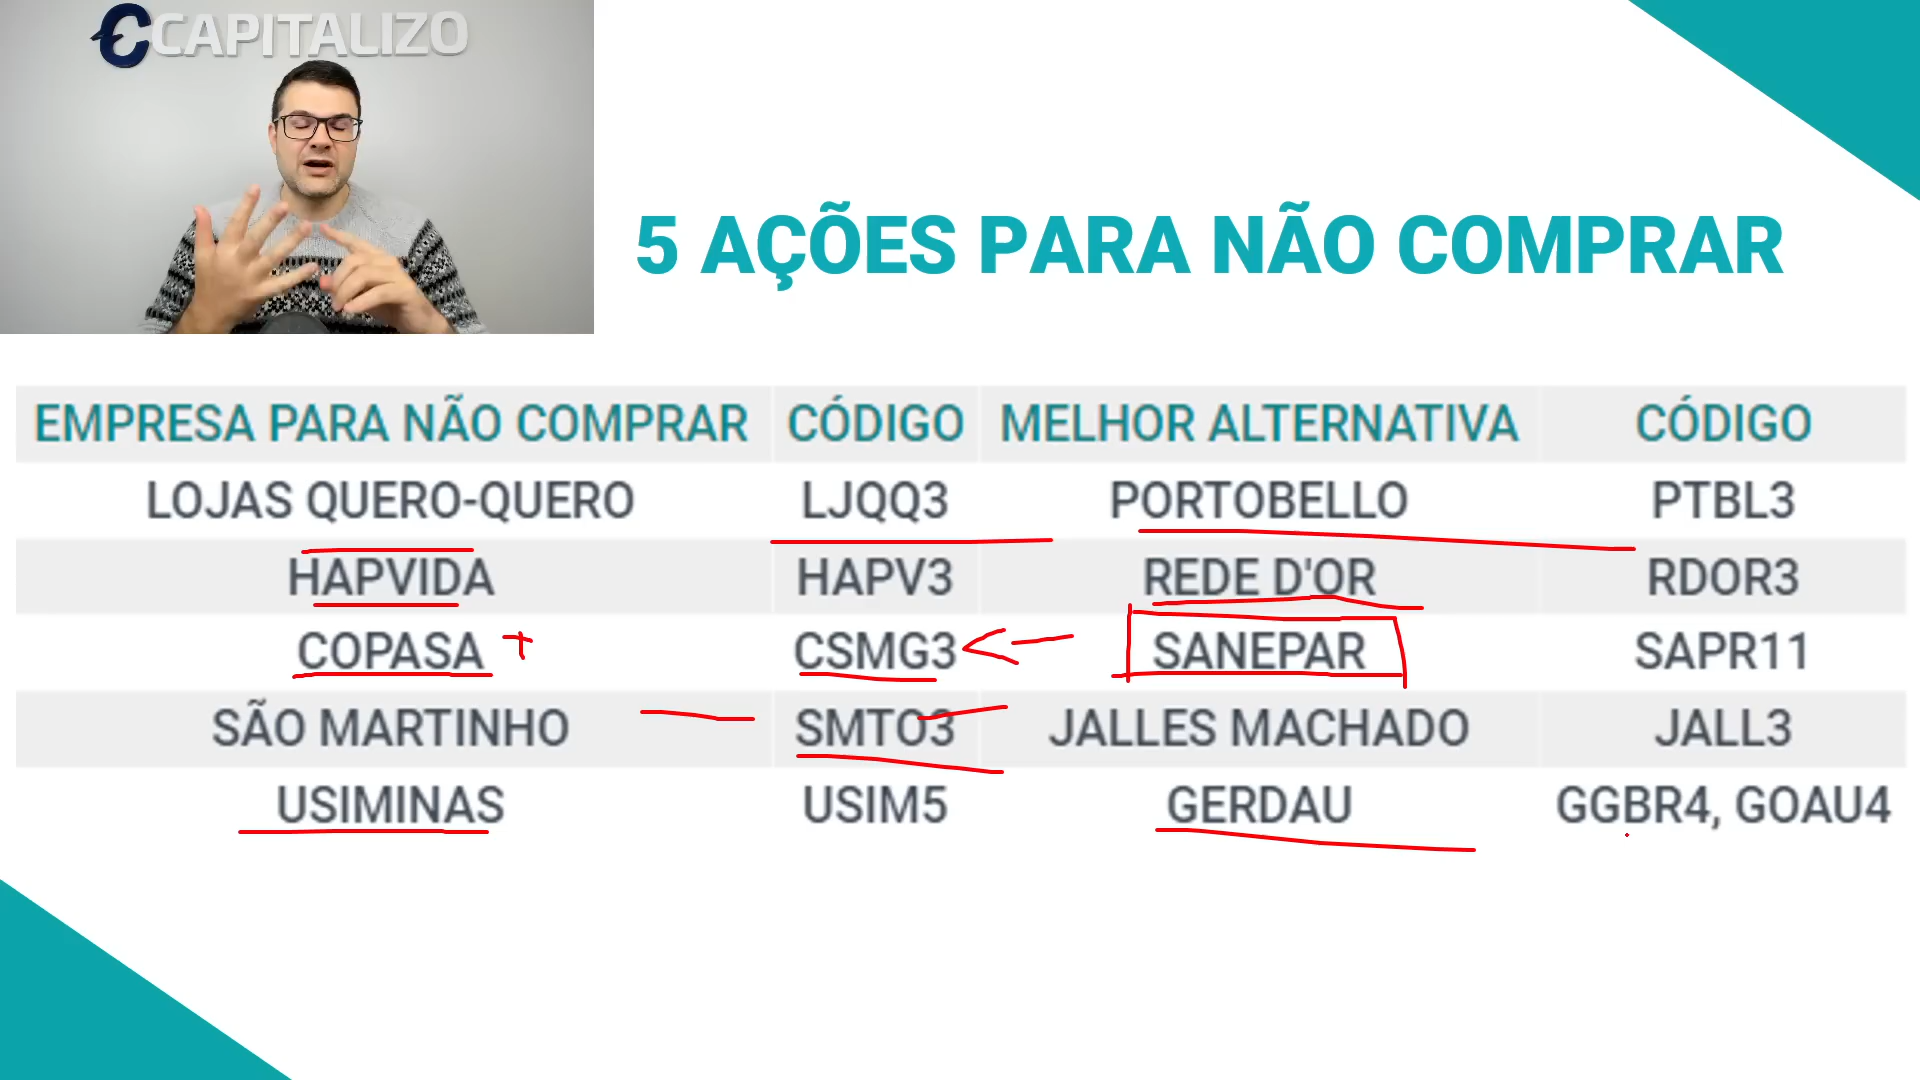 CAPITALIZO
5 AÇÕES PARA NÃO COMPRAR
EMPRESA PARA NÃO COMPRAR CÓDIGO MELHOR ALTERNATIVA CÓDIGO
LOJAS QUERO-QUERO LJQQ3 PORTOBELLO PTBL3
HAPVIDA HAPV3 REDE D'OR RDOR3
COPASA + CSMG3 SANEPAR SAPR11
SÃO MARTINHO SMTO3 JALLES MACHADO JALL3
USIMINAS USIM5 GERDAU GGBR4, GOAU4